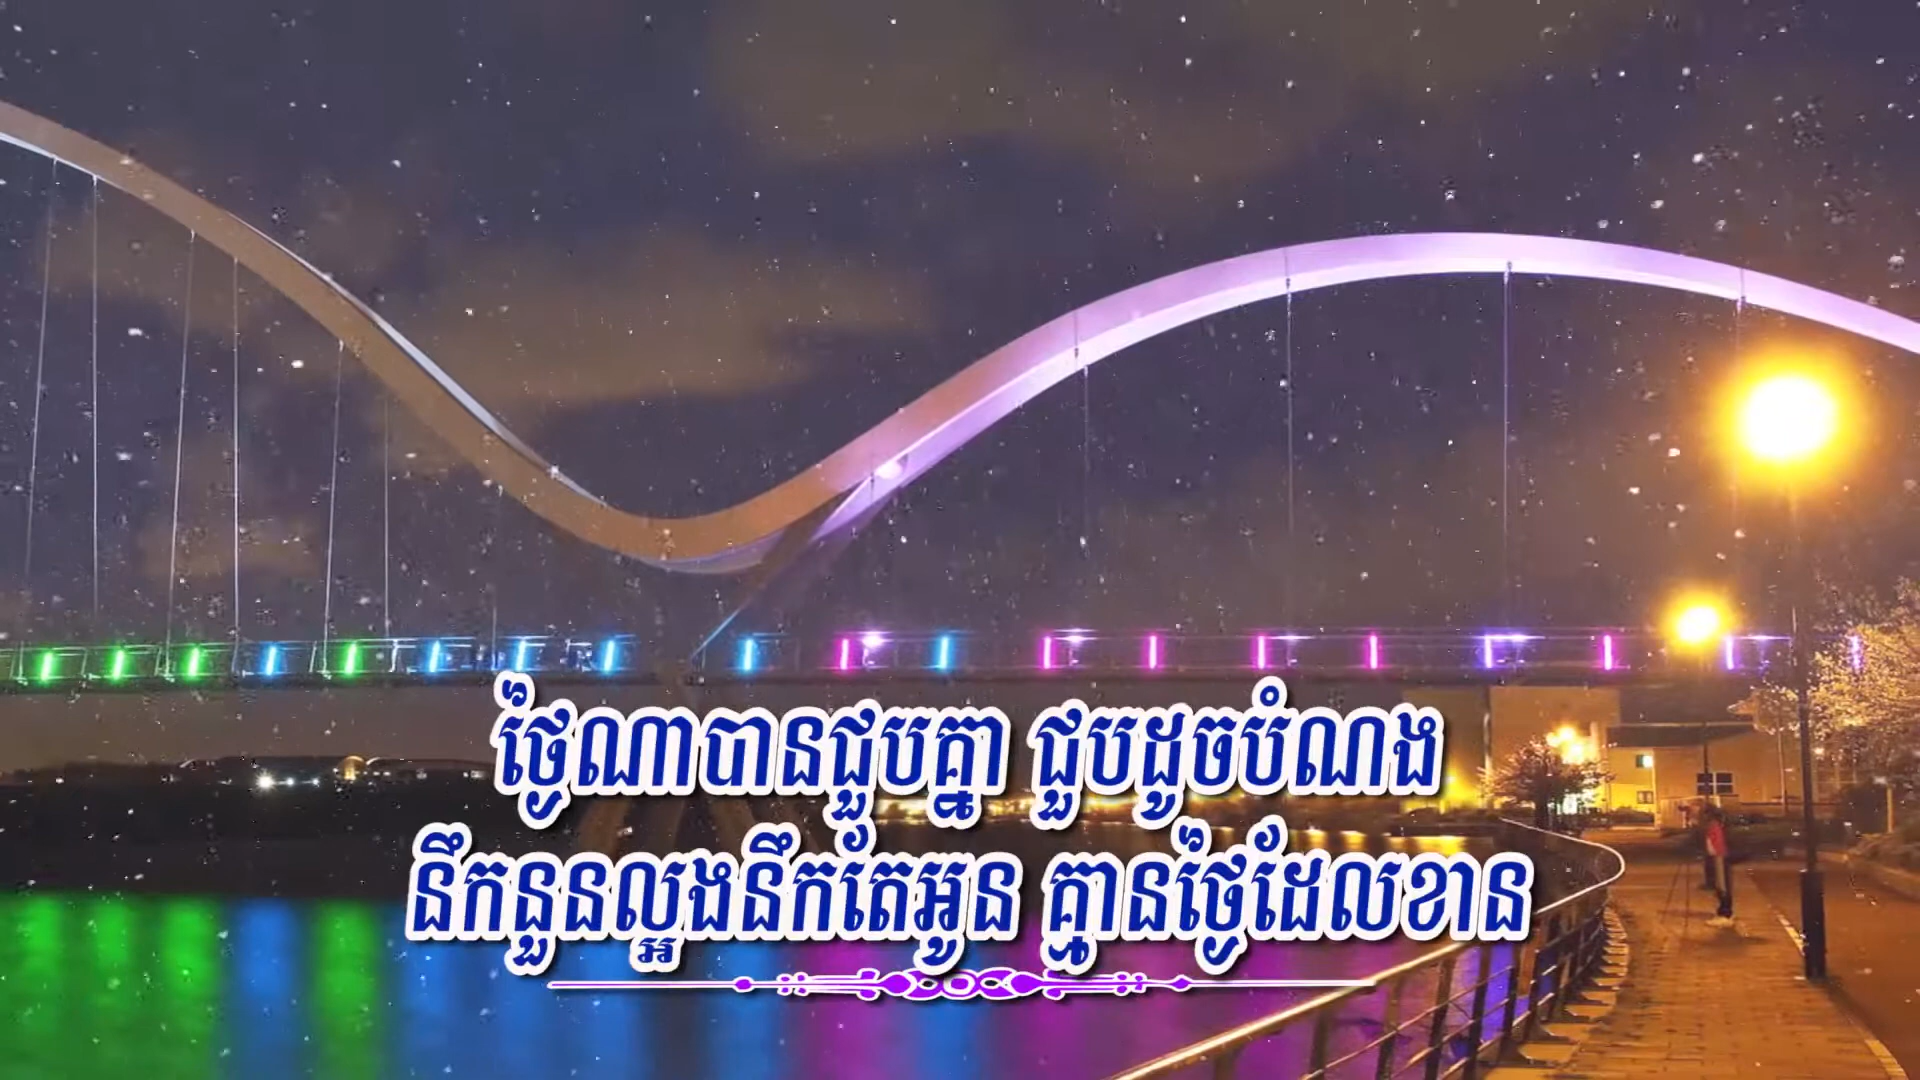 ថ្ងៃណាបានជួបគ្នា ជួបដូចបំណង
នឹកនួនល្អងនឹកតែអូន គ្មានថ្ងៃដែលខាន